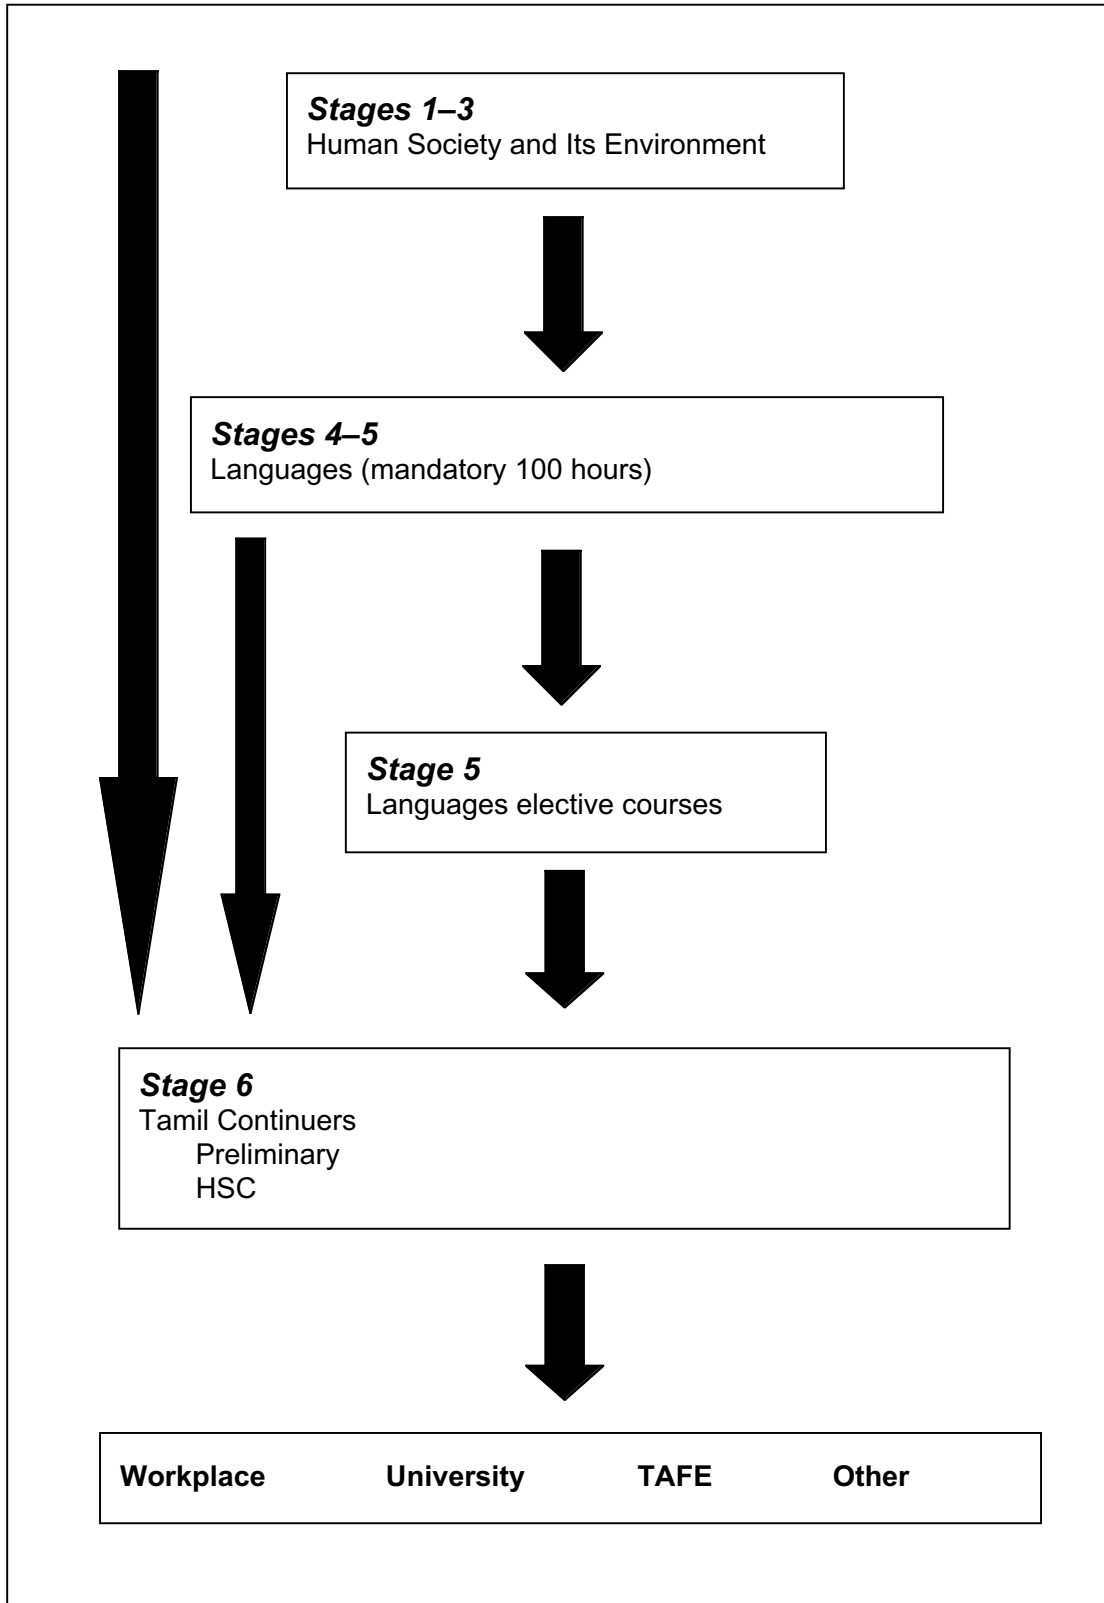 Stages 1–3
Human Society and Its Environment
Stages 4–5
Languages (mandatory 100 hours)
Stage 5
Languages elective courses
Stage 6
Tamil Continuers
Preliminary
HSC
Workplace University TAFE Other